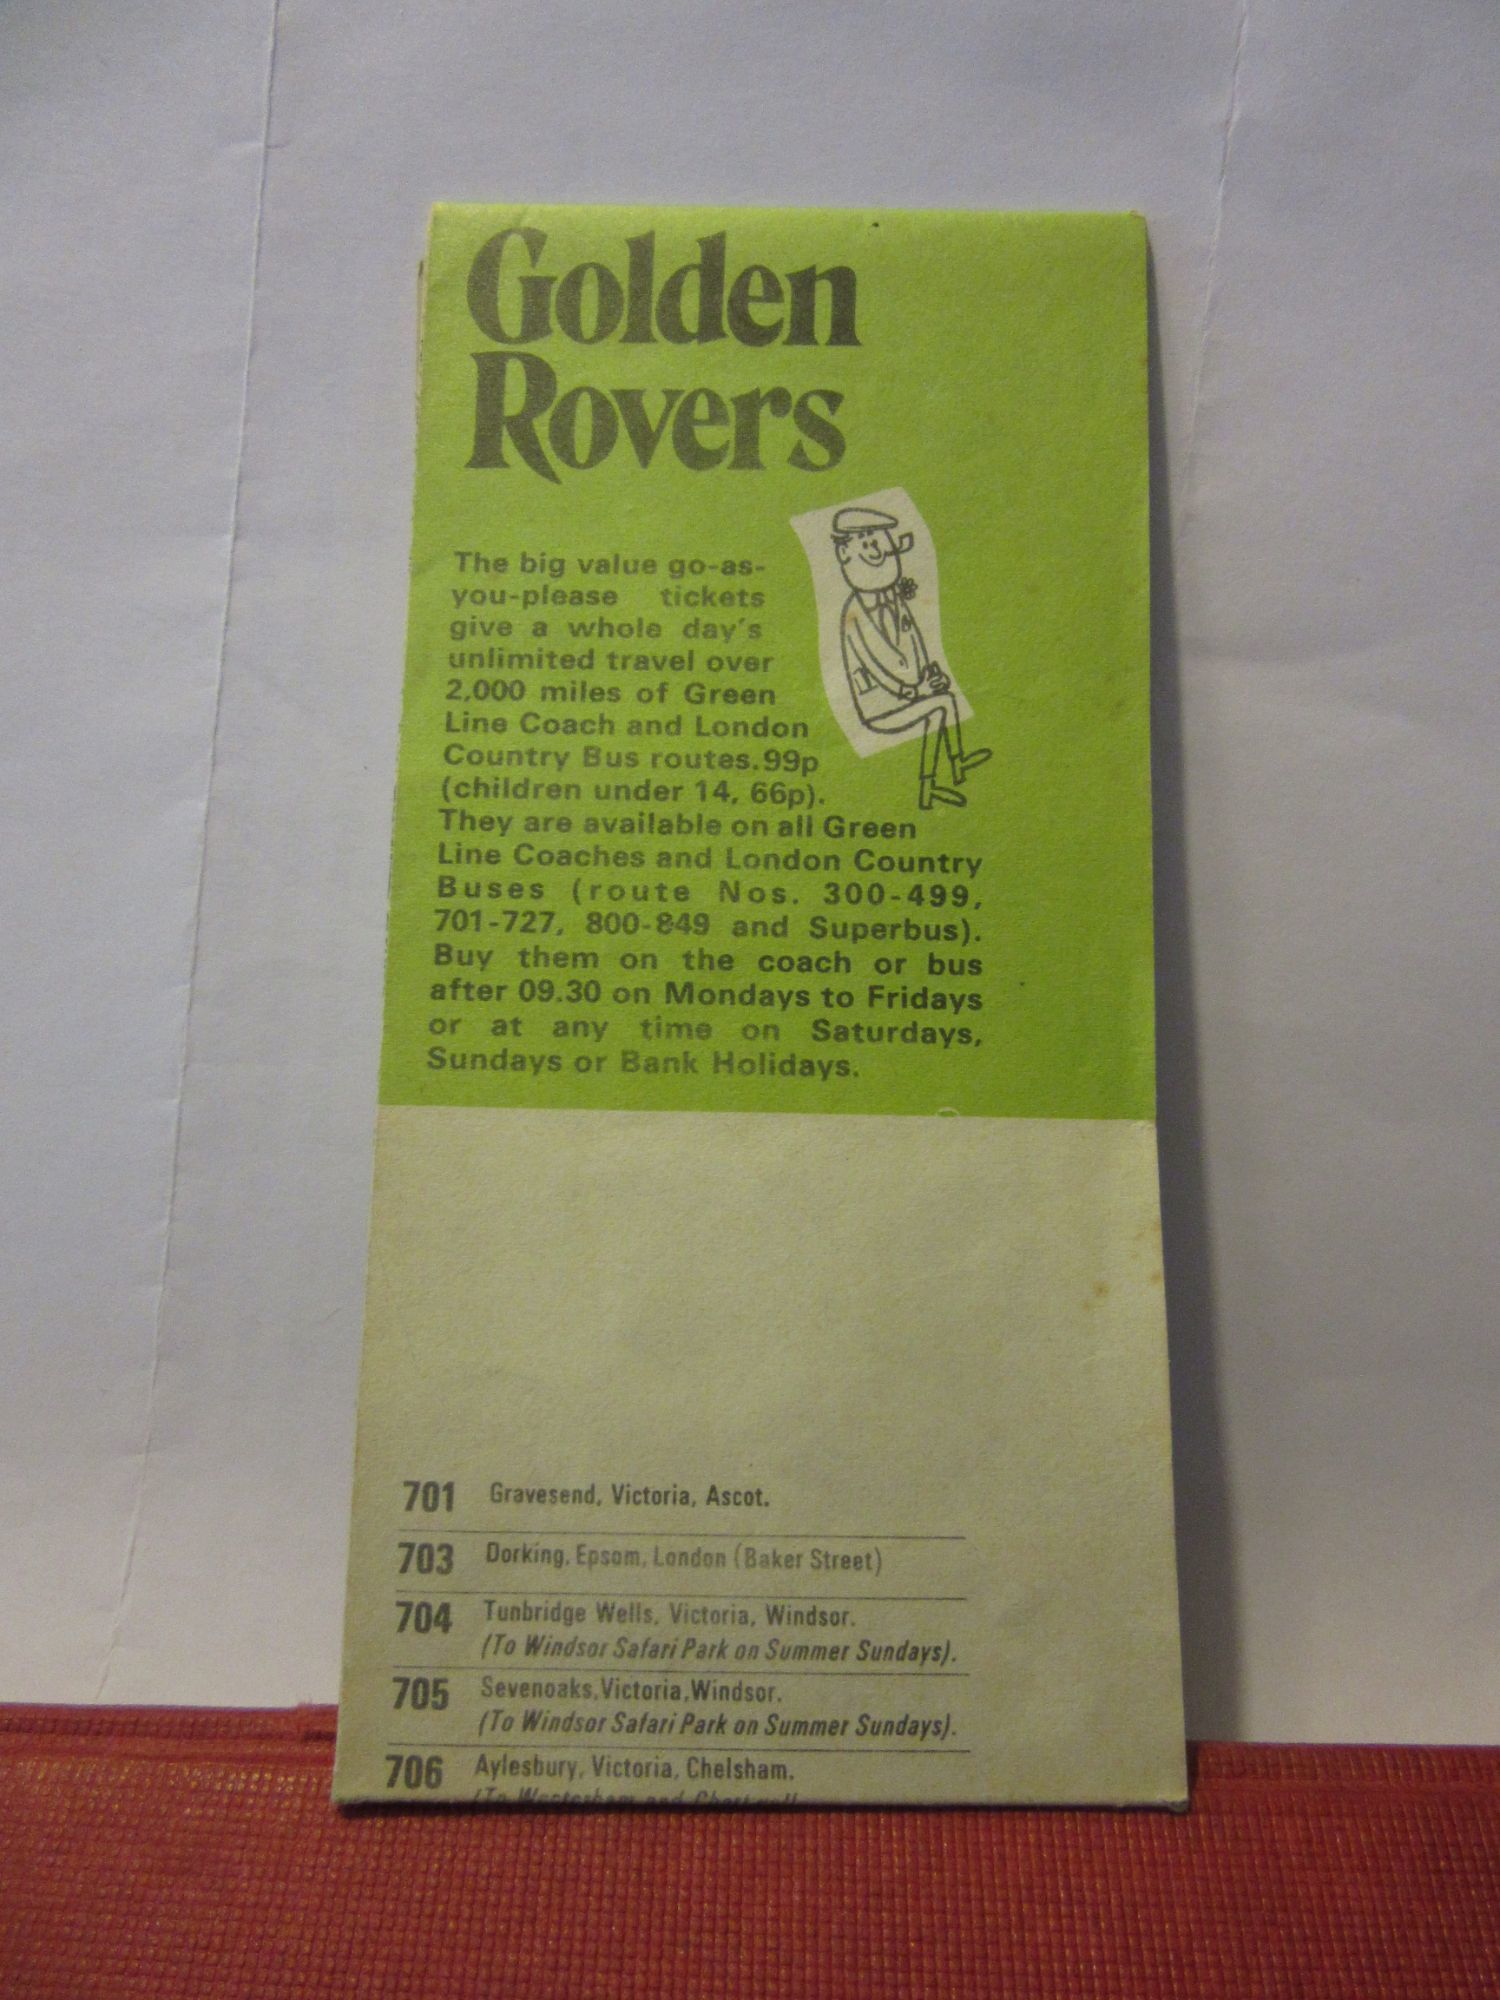 Golden
Rovers
The big value go-as-
you-please tickets
give a whole day's
unlimited travel over
2,000 miles of Green
Line Coach and London
Country Bus routes.99p
(children under 14, 66p).
They are available on all Green
Line Coaches and London Country
Buses (route Nos. 300-499,
701-727, 800-849 and Superbus).
Buy them on the coach or bus
after 09.30 on Mondays to Fridays
or at any time on Saturdays,
Sundays or Bank Holidays.
701 Gravesend, Victoria, Ascot.
703 Dorking, Epsom, London (Baker Street)
704 Tunbridge Wells, Victoria, Windsor.
(To Windsor Safari Park on Summer Sundays).
705 Sevenoaks, Victoria, Windsor.
(To Windsor Safari Park on Summer Sundays).
706 Aylesbury, Victoria, Chelsham.
(To Westerham and